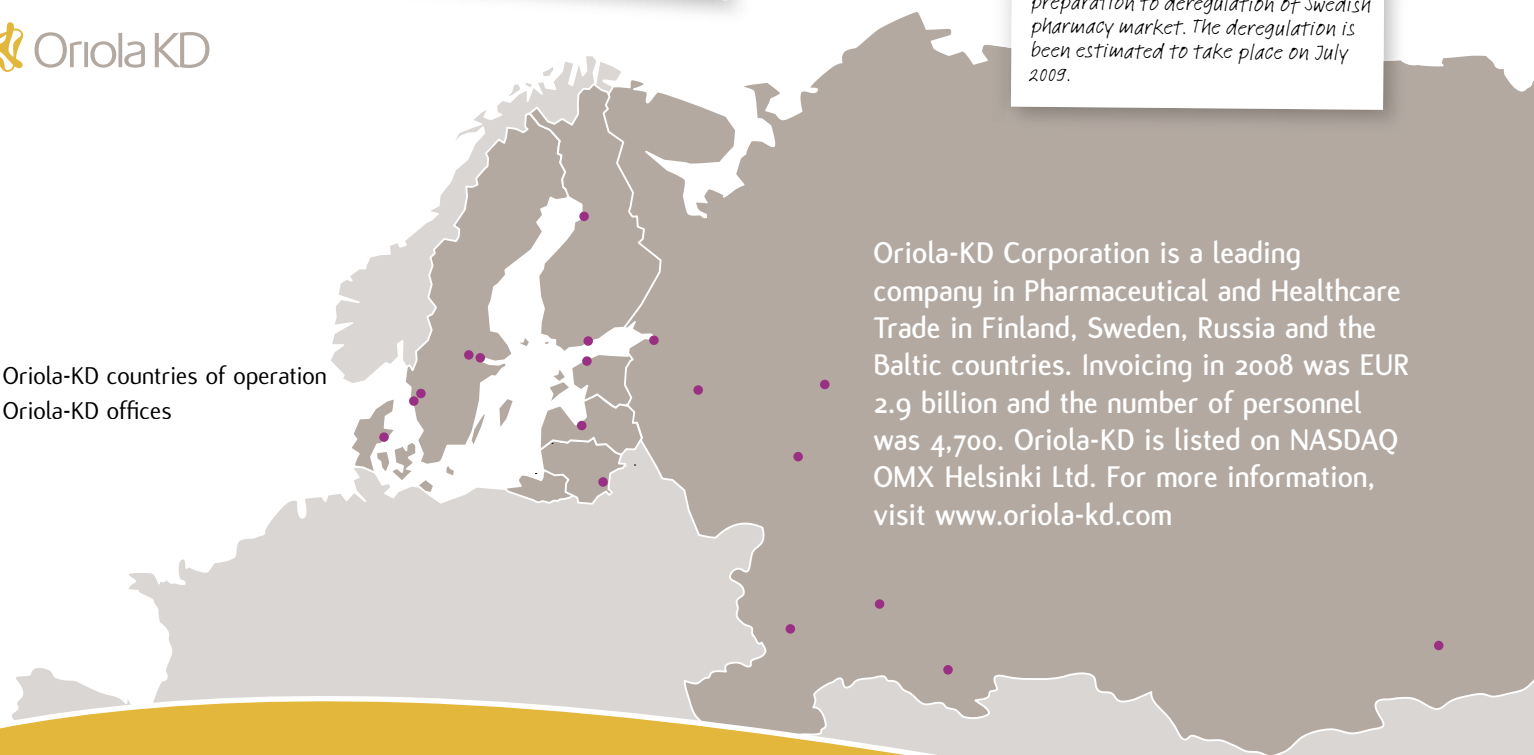 preparation to deregulation of Swedish
pharmacy market. The deregulation is
been estimated to take place on July
2009.
Oriola KD
Oriola-KD Corporation is a leading
company in Pharmaceutical and Healthcare
Trade in Finland, Sweden, Russia and the
Baltic countries. Invoicing in 2008 was EUR
2.9 billion and the number of personnel
was 4,700. Oriola-KD is listed on NASDAQ
OMX Helsinki Ltd. For more information,
visit www.oriola-kd.com
Oriola-KD countries of operation
Oriola-KD offices